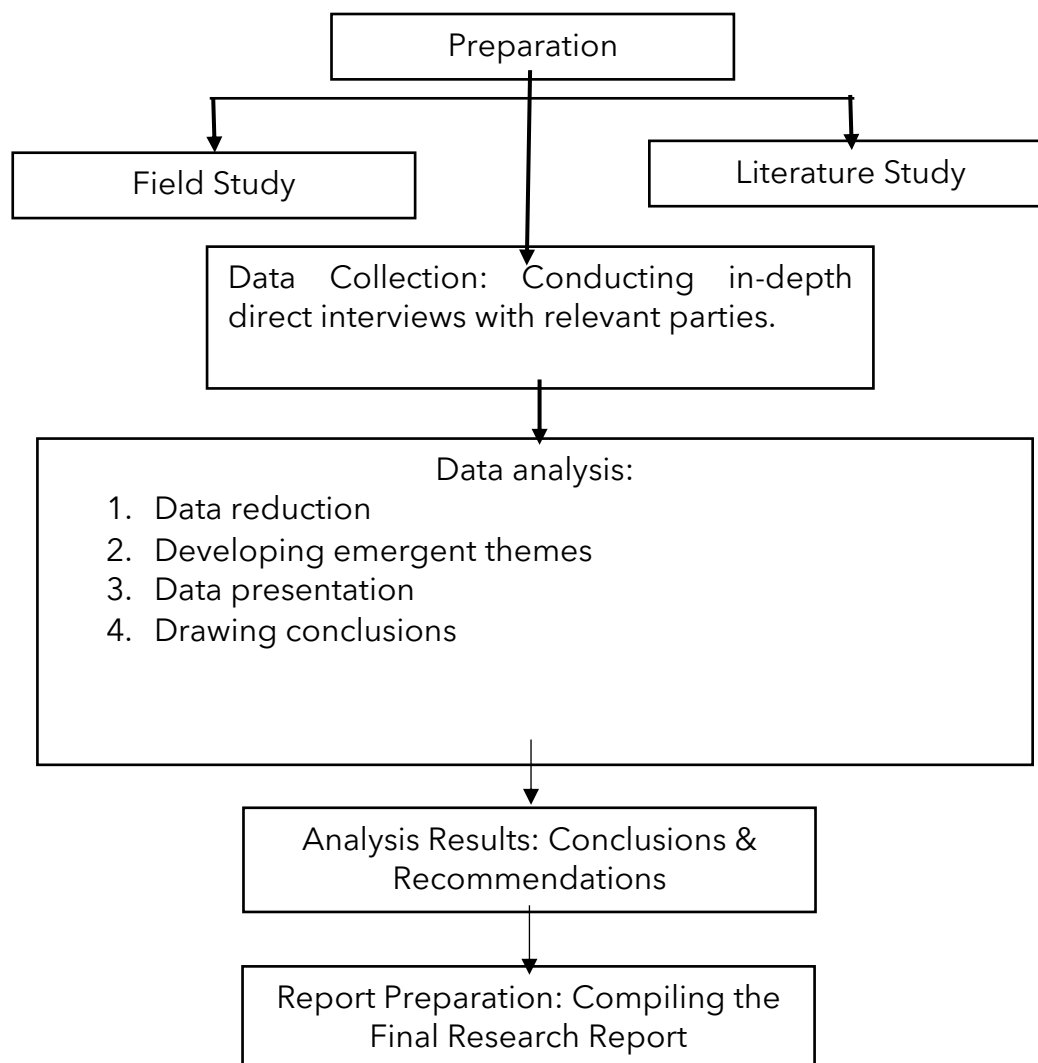 Preparation
Field Study
Literature Study
Data Collection: Conducting in-depth
direct interviews with relevant parties.
Data analysis:
1. Data reduction
2. Developing emergent themes
3. Data presentation
4. Drawing conclusions
Analysis Results: Conclusions &
Recommendations
Report Preparation: Compiling the
Final Research Report